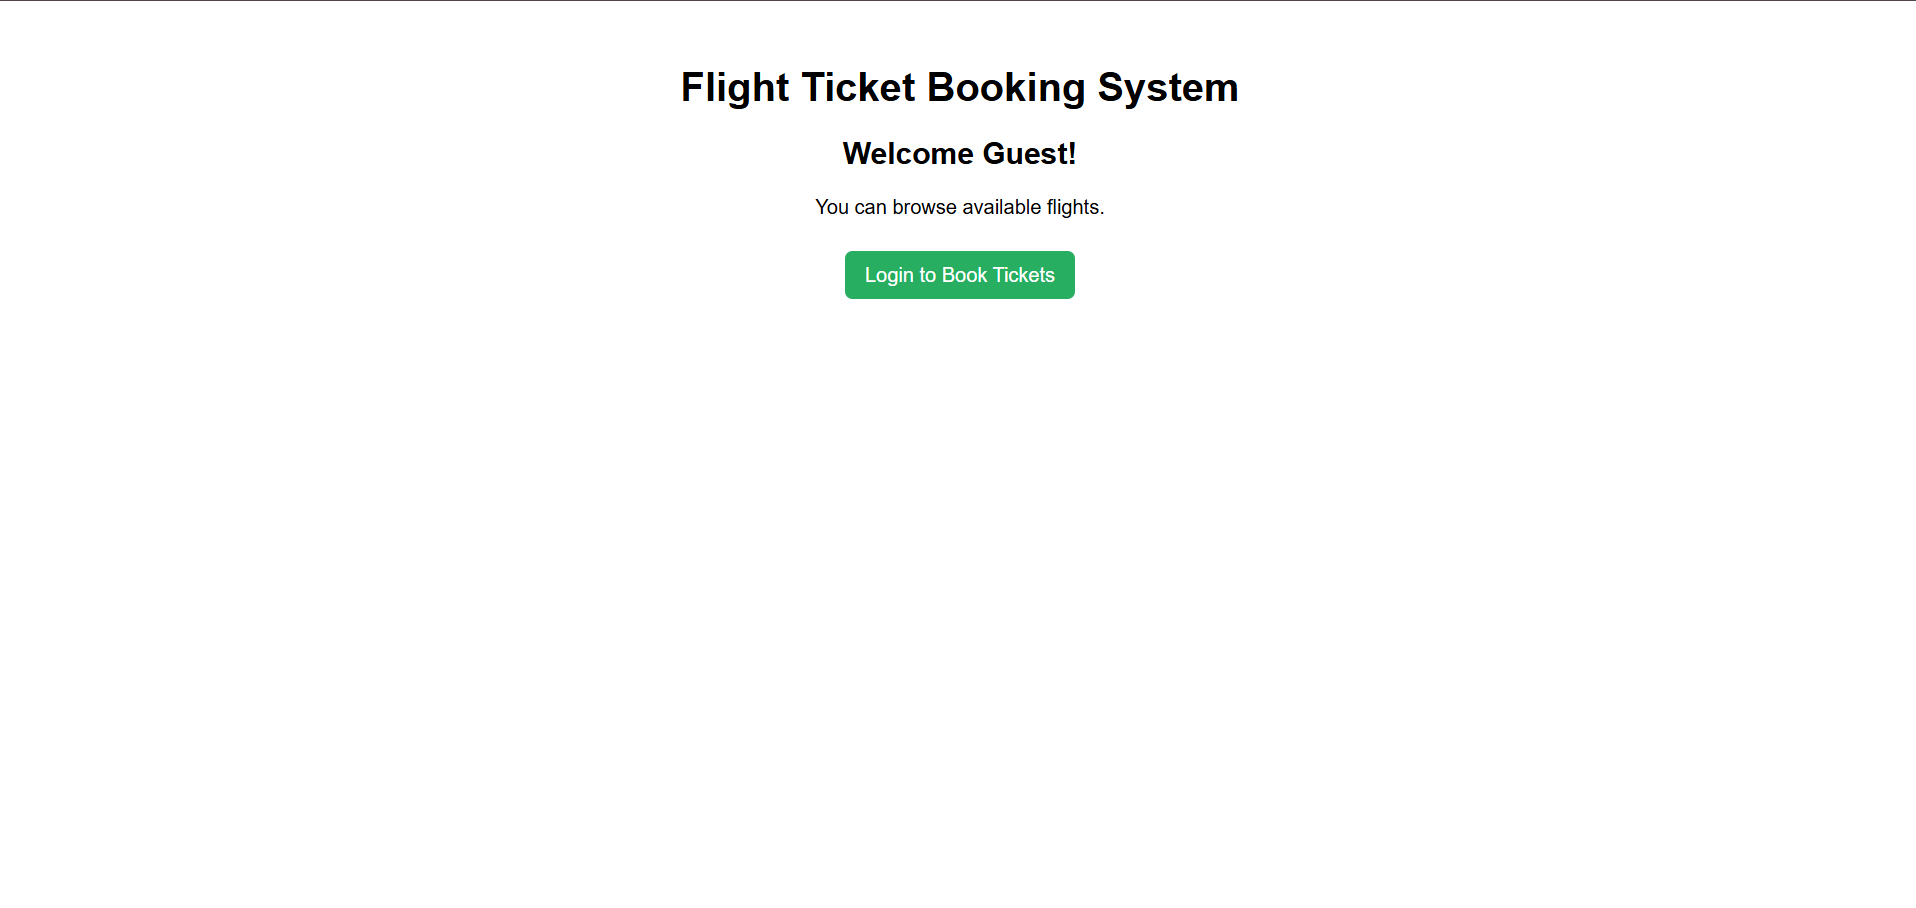 Flight Ticket Booking System
Welcome Guest!
You can browse available flights.
Login to Book Tickets